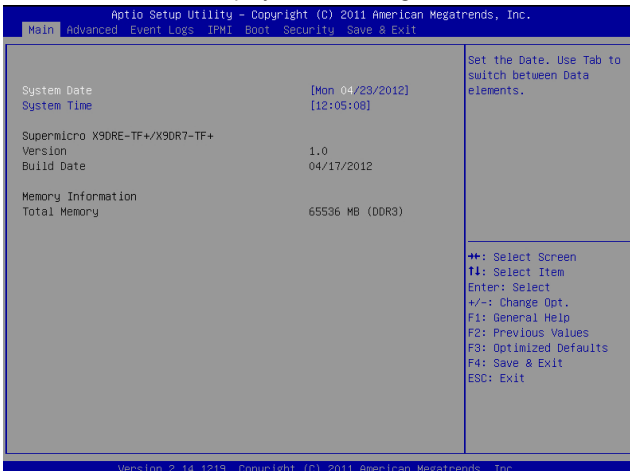 Aptio Setup Utility – Copyright (C) 2011 American Megatrends, Inc.
Main Advanced Event Logs IPMI Boot Security Save & Exit
Set the Date. Use Tab to
switch between Data
elements.
System Date [Mon 04/23/2012]
System Time [12:05:08]
Supermicro X9DRE-TF+/X9DR7-TF+
Version 1.0
Build Date 04/17/2012
Memory Information
Total Memory 65536 MB (DDR3)
→←: Select Screen
↑↓: Select Item
Enter: Select
+/-: Change Opt.
F1: General Help
F2: Previous Values
F3: Optimized Defaults
F4: Save & Exit
ESC: Exit
Version 2.14.1219. Copyright (C) 2011 American Megatrends, Inc.